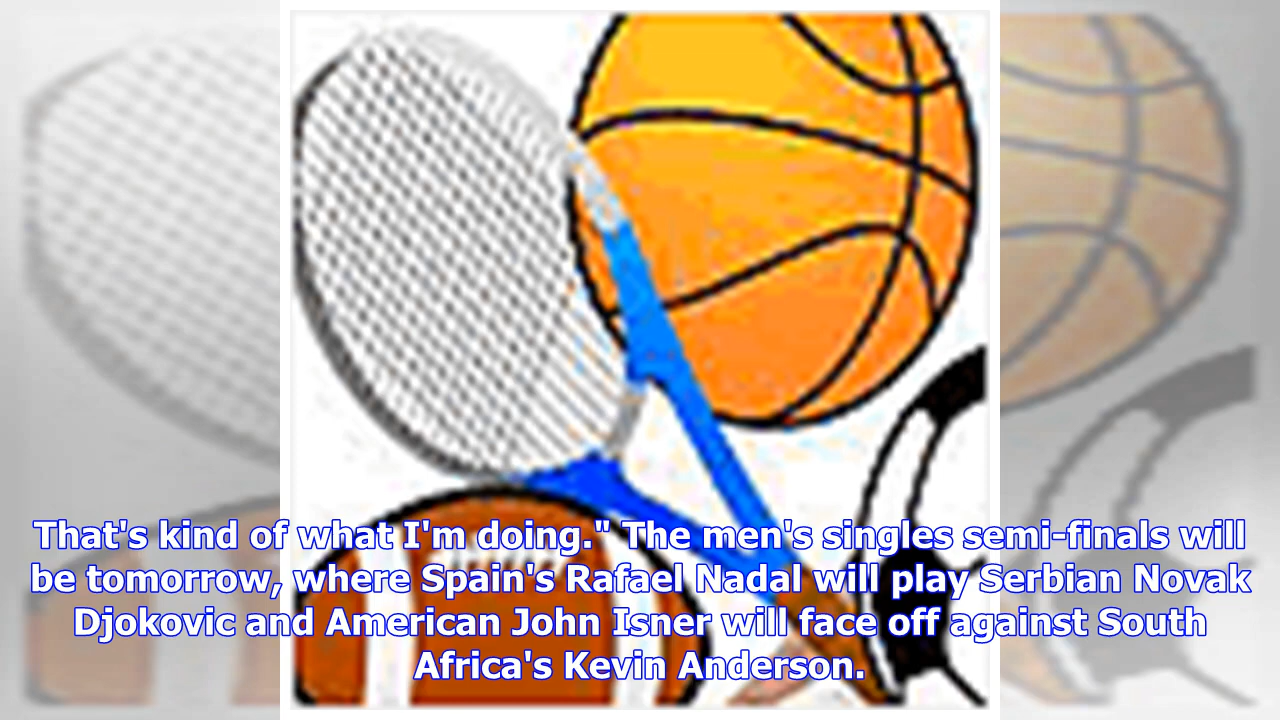 That's kind of what I'm doing." The men's singles semi-finals will
be tomorrow, where Spain's Rafael Nadal will play Serbian Novak
Djokovic and American John Isner will face off against South
Africa's Kevin Anderson.